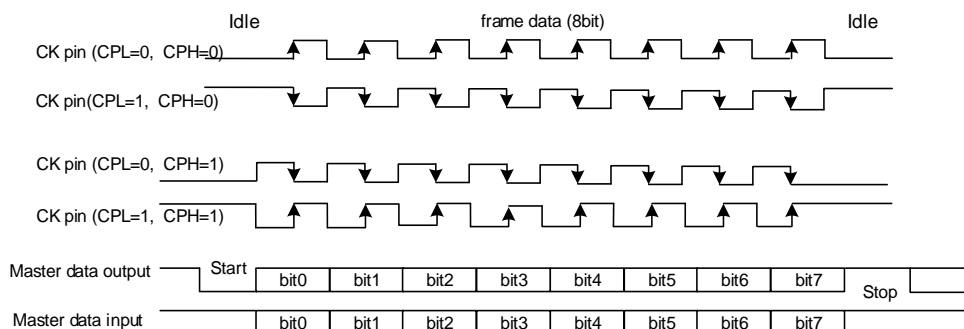 Idle frame data (8bit) Idle
CK pin (CPL=0, CPH=0)
CK pin(CPL=1, CPH=0)
CK pin (CPL=0, CPH=1)
CK pin (CPL=1, CPH=1)
Master data output Start bit0 bit1 bit2 bit3 bit4 bit5 bit6 bit7 Stop
Master data input bit0 bit1 bit2 bit3 bit4 bit5 bit6 bit7